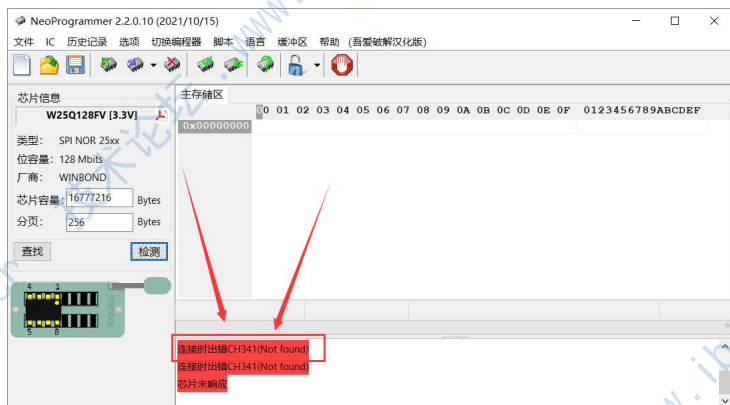 NeoProgrammer 2.2.0.10 (2021/10/15)
文件 IC 历史记录 选项 切换编程器 脚本 语言 缓冲区 帮助 (吾爱破解汉化版)
芯片信息
W25Q128FV [3.3V]
类型: SPI NOR 25xx
位容量: 128 Mbits
厂商: WINBOND
芯片容量: 16777216 Bytes
分页: 256 Bytes
查找 检测
4 1
TEXTOOL
5 8
主存储区
00 01 02 03 04 05 06 07 08 09 0A 0B 0C 0D 0E 0F 0123456789ABCDEF
0x00000000
连接时出错CH341(Not found)
连接时出错CH341(Not found)
芯片未响应